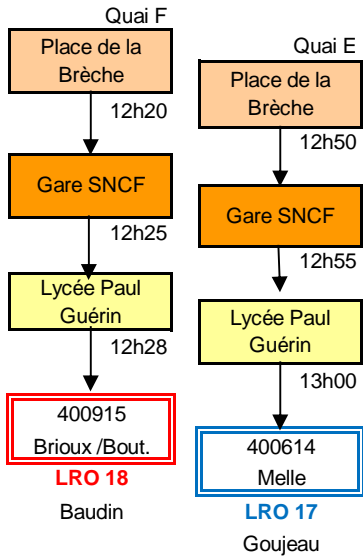 Quai F
Place de la
Brèche
12h20
Gare SNCF
12h25
Lycée Paul
Guérin
12h28
400915
Brioux /Bout.
LRO 18
Baudin
Quai E
Place de la
Brèche
12h50
Gare SNCF
12h55
Lycée Paul
Guérin
13h00
400614
Melle
LRO 17
Goujeau